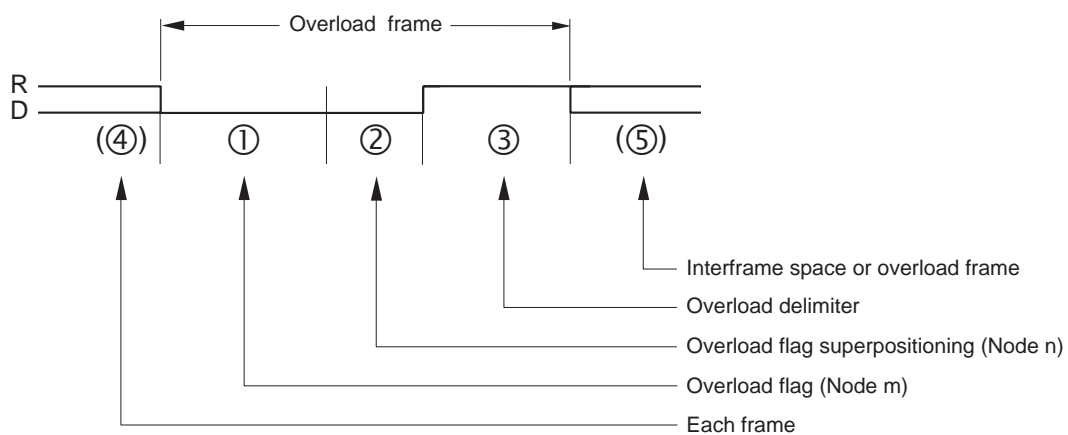 Overload frame
R
D
(④) ① ② ③ (⑤)
Interframe space or overload frame
Overload delimiter
Overload flag superpositioning (Node n)
Overload flag (Node m)
Each frame